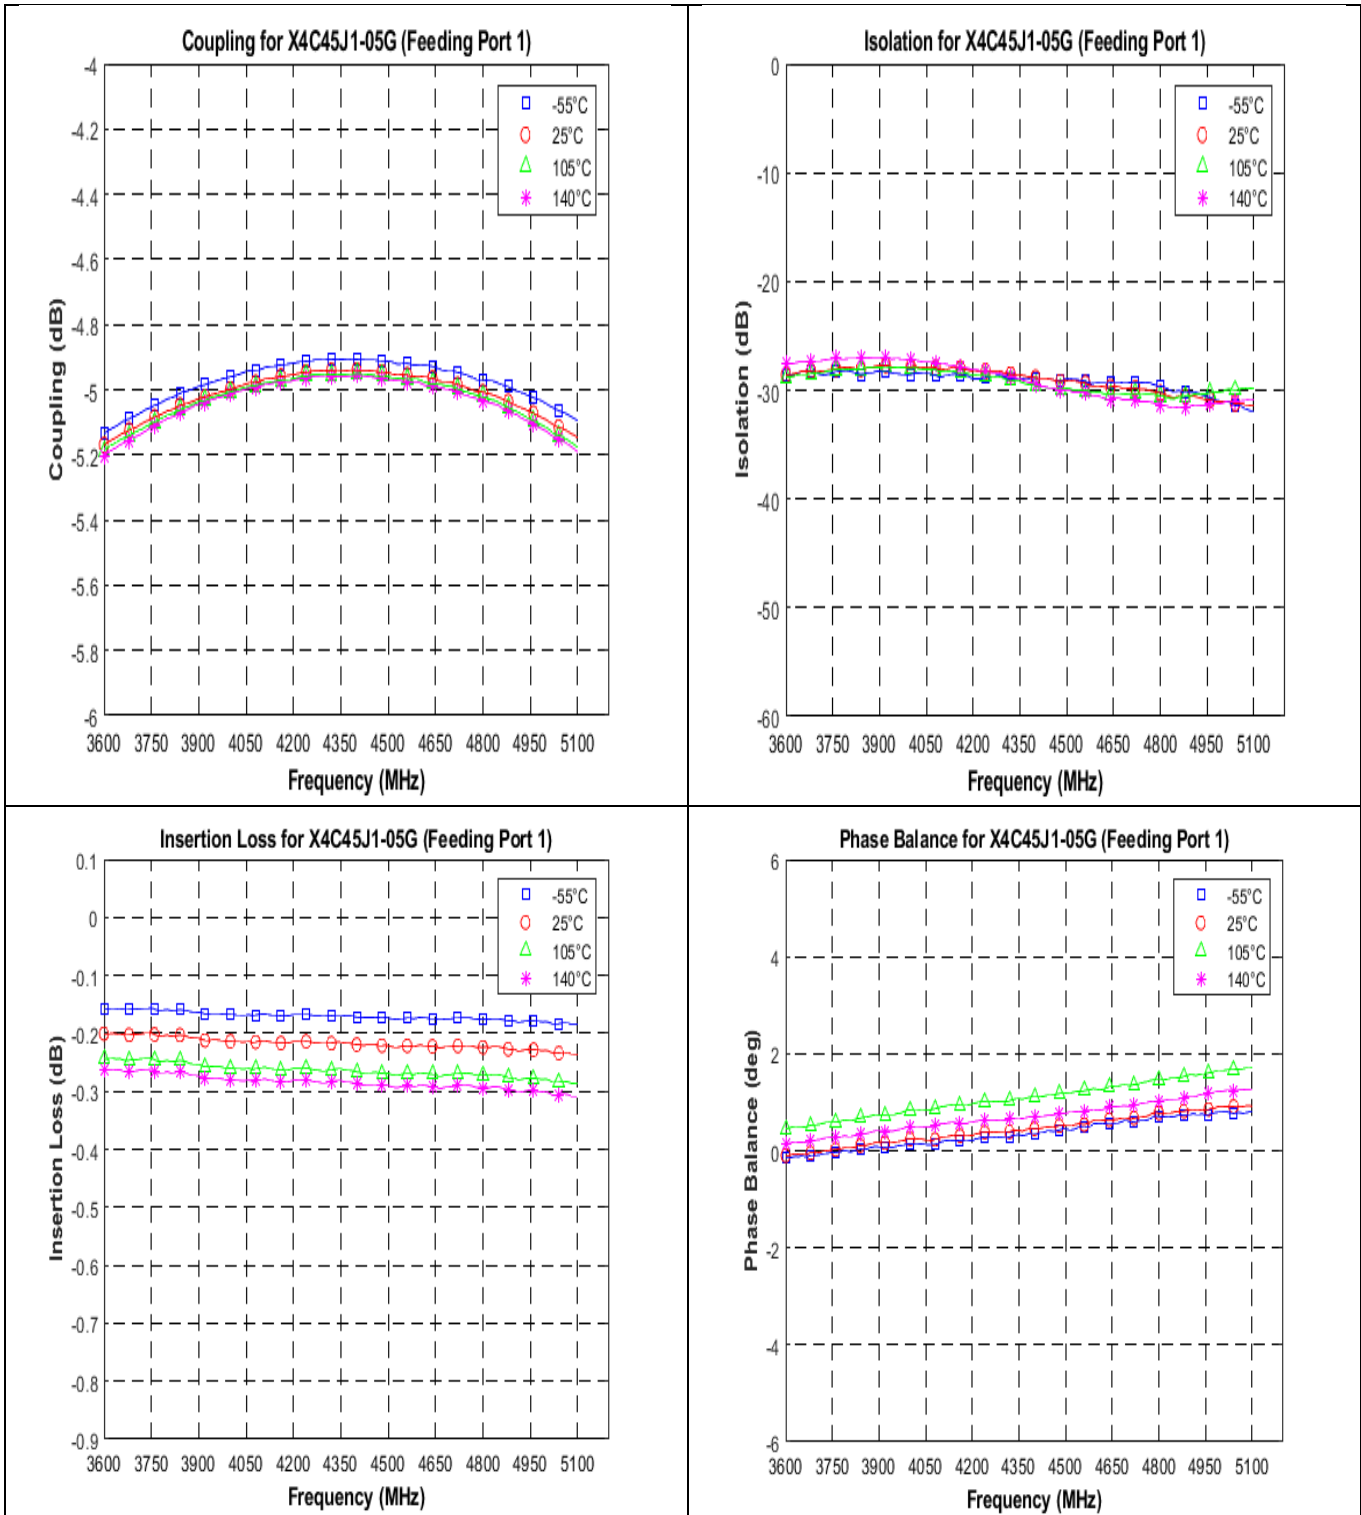 Coupling for X4C45J1-05G (Feeding Port 1)
-4
-4.2
-4.4
-4.6
-4.8
-5
-5.2
-5.4
-5.6
-5.8
-6
Coupling (dB)
-55°C
25°C
105°C
140°C
3600 3750 3900 4050 4200 4350 4500 4650 4800 4950 5100
Frequency (MHz)
Isolation for X4C45J1-05G (Feeding Port 1)
0
-10
-20
-30
-40
-50
-60
Isolation (dB)
-55°C
25°C
105°C
140°C
3600 3750 3900 4050 4200 4350 4500 4650 4800 4950 5100
Frequency (MHz)
Insertion Loss for X4C45J1-05G (Feeding Port 1)
0.1
0
-0.1
-0.2
-0.3
-0.4
-0.5
-0.6
-0.7
-0.8
-0.9
Insertion Loss (dB)
-55°C
25°C
105°C
140°C
3600 3750 3900 4050 4200 4350 4500 4650 4800 4950 5100
Frequency (MHz)
Phase Balance for X4C45J1-05G (Feeding Port 1)
6
4
2
0
-2
-4
-6
Phase Balance (deg)
-55°C
25°C
105°C
140°C
3600 3750 3900 4050 4200 4350 4500 4650 4800 4950 5100
Frequency (MHz)